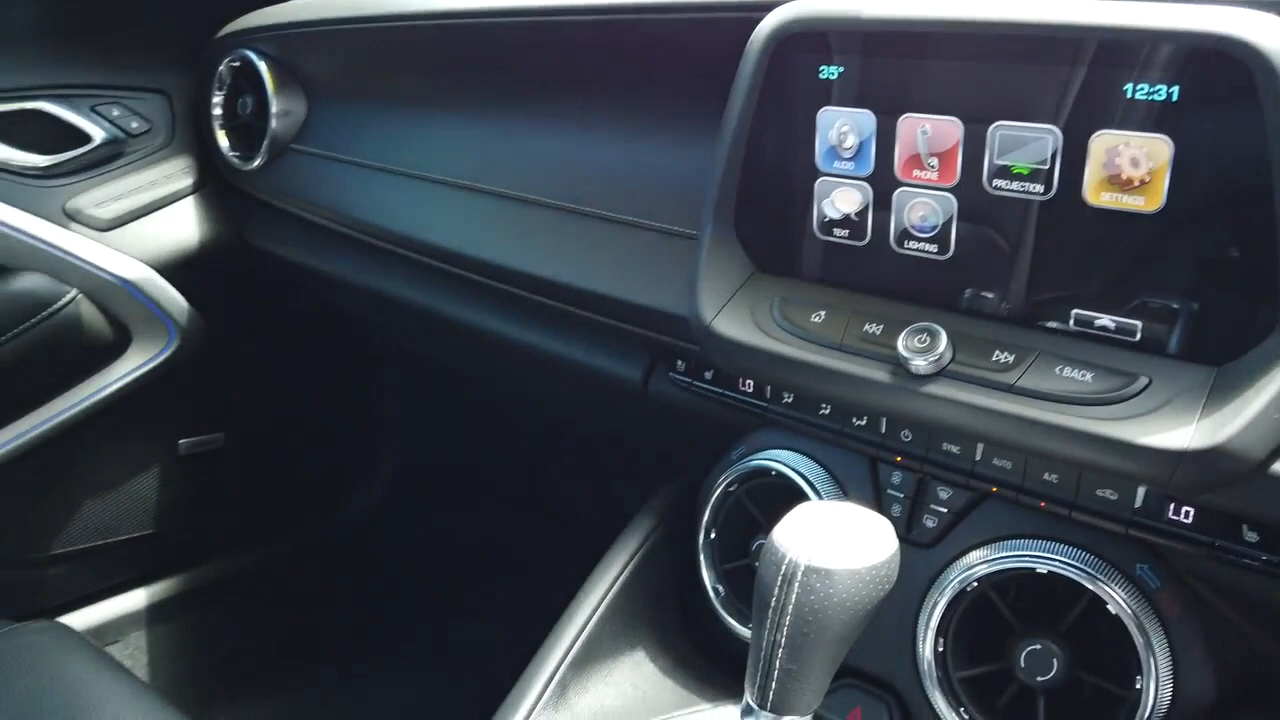 35°
12:31
AUDIO
PHONE
PROJECTION
SETTINGS
TEXT
LIGHTING
BACK
LO
SYNC
AUTO
A/C
LO